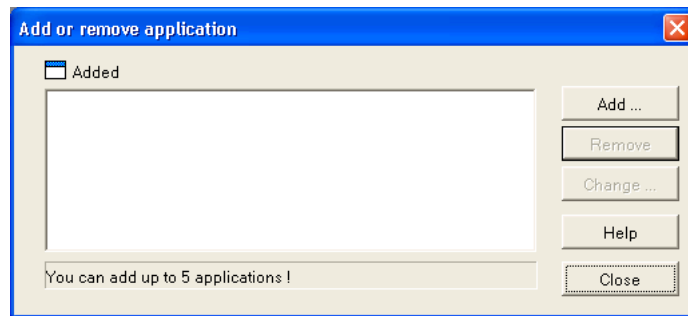 Add or remove application
Added
Add ...
Remove
Change ...
Help
You can add up to 5 applications !
Close